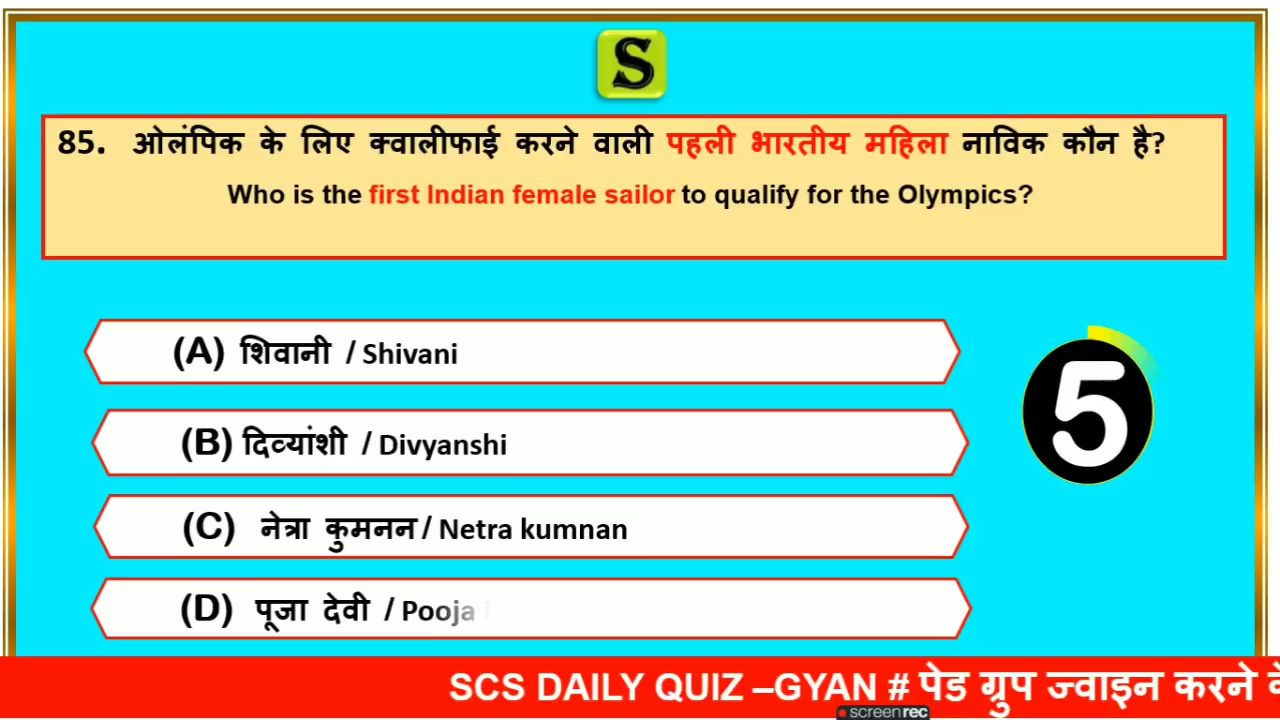 S
85. ओलंपिक के लिए क्वालीफाई करने वाली पहली भारतीय महिला नाविक कौन है?
Who is the first Indian female sailor to qualify for the Olympics?
(A) शिवानी / Shivani
(B) दिव्यांशी / Divyanshi
5
(C) नेत्रा कुमनन/ Netra kumnan
(D) पूजा देवी / Pooja
SCS DAILY QUIZ –GYAN # पेड ग्रुप ज्वाइन करने के
screenrec